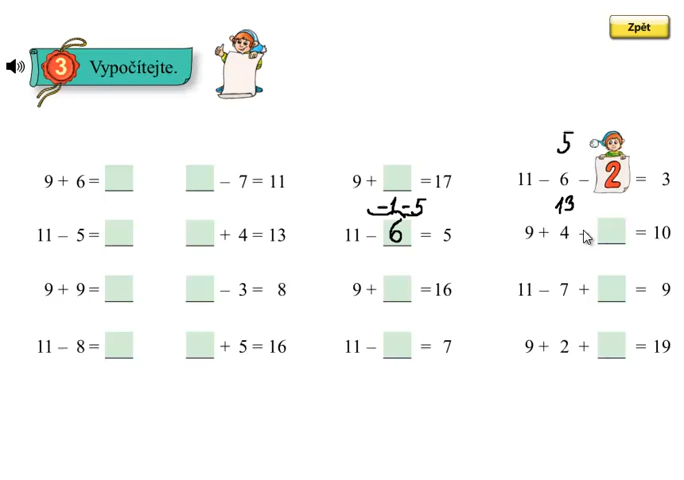 Zpět
3 Vypočítejte.
5
9 + 6 = – 7 = 11 9 + = 17 11 – 6 – 2 = 3
–1–5 13
11 – 5 = + 4 = 13 11 – 6 = 5 9 + 4 = 10
9 + 9 = – 3 = 8 9 + = 16 11 – 7 + = 9
11 – 8 = + 5 = 16 11 – = 7 9 + 2 + = 19